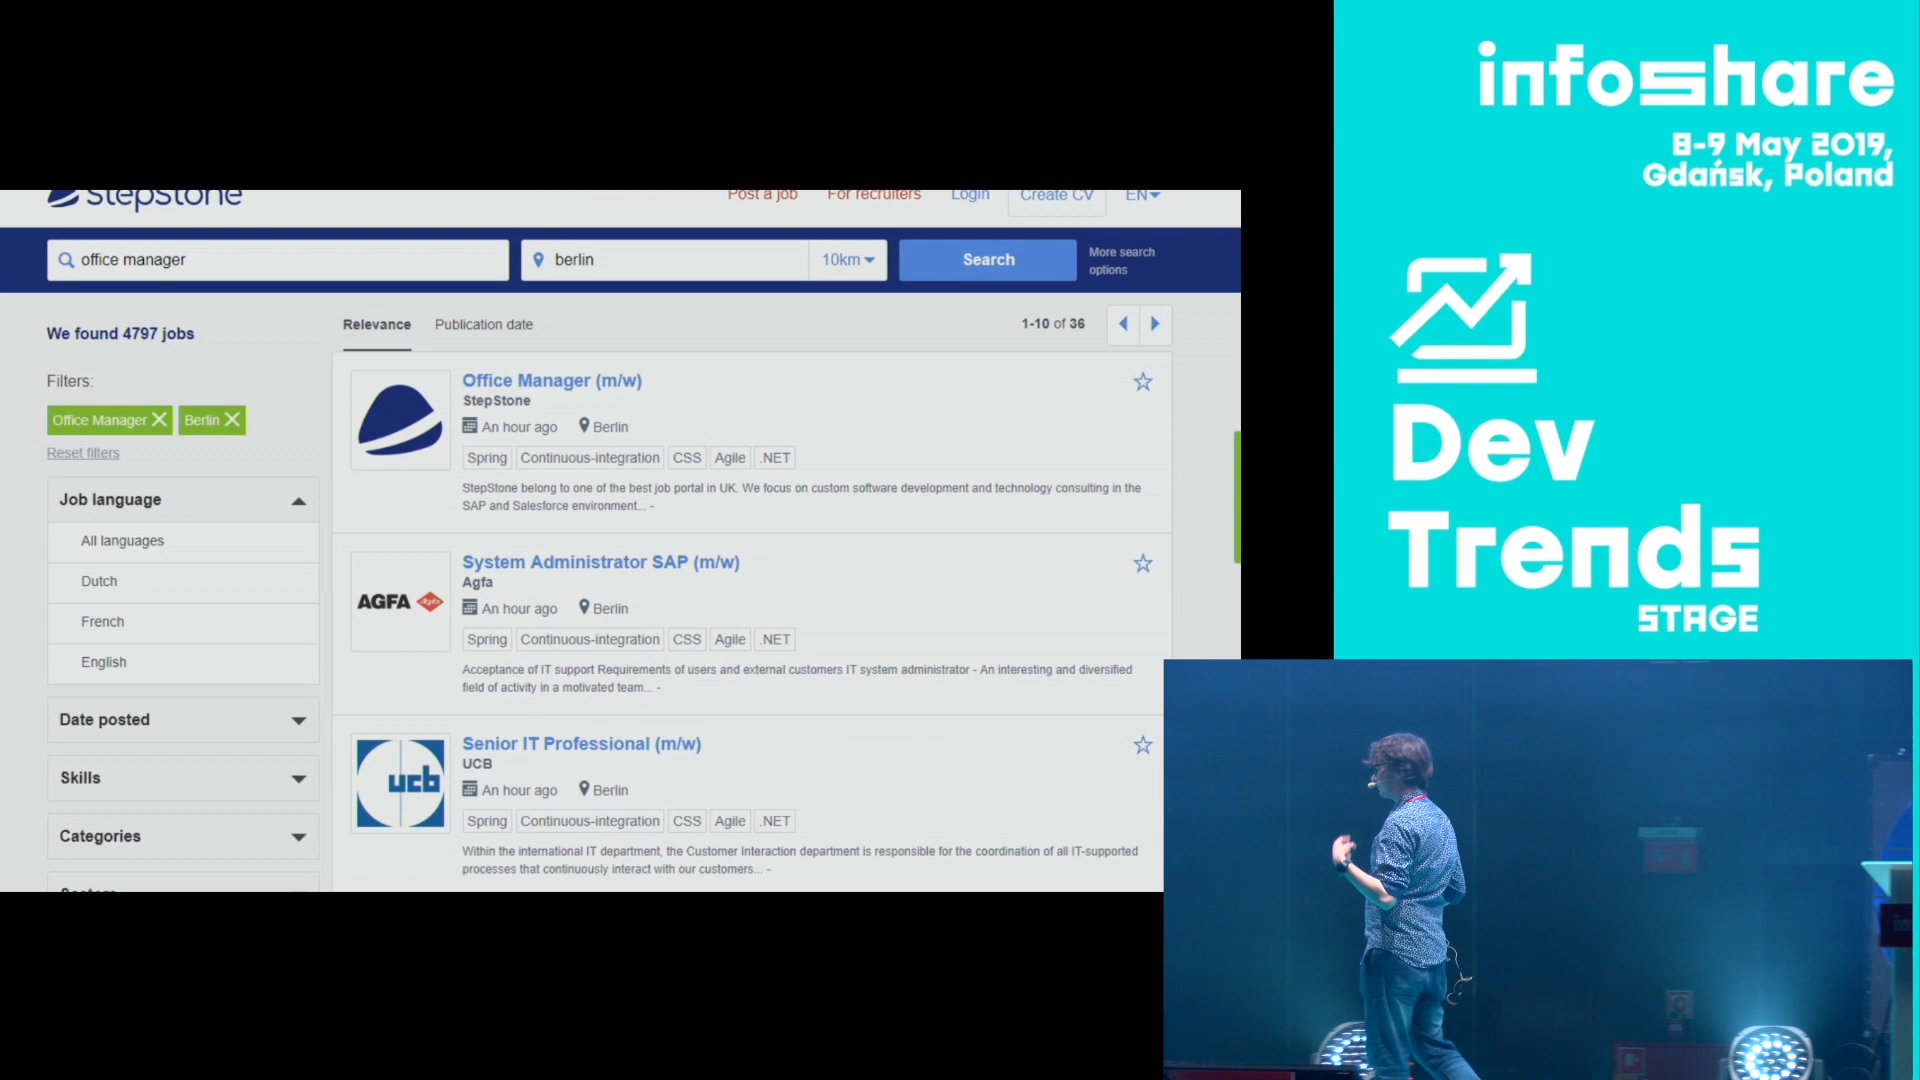 StepStone
Post a job
For recruiters
Login
Create CV
EN
office manager
berlin
10km
Search
More search
options
We found 4797 jobs
Relevance
Publication date
1-10 of 36
Filters:
Office Manager
Berlin
Reset filters
Job language
All languages
Dutch
French
English
Date posted
Skills
Categories
Office Manager (m/w)
StepStone
An hour ago
Berlin
Spring
Continuous-integration
CSS
Agile
.NET
StepStone belong to one of the best job portal in UK. We focus on custom software development and technology consulting in the
SAP and Salesforce environment... -
AGFA
System Administrator SAP (m/w)
Agfa
An hour ago
Berlin
Spring
Continuous-integration
CSS
Agile
.NET
Acceptance of IT support Requirements of users and external customers IT system administrator - An interesting and diversified
field of activity in a motivated team... -
ucb
Senior IT Professional (m/w)
UCB
An hour ago
Berlin
Spring
Continuous-integration
CSS
Agile
.NET
Within the international IT department, the Customer Interaction department is responsible for the coordination of all IT-supported
processes that continuously interact with our customers... -
infoshare
8-9 May 2019,
Gdańsk, Poland
Dev
Trends
STAGE